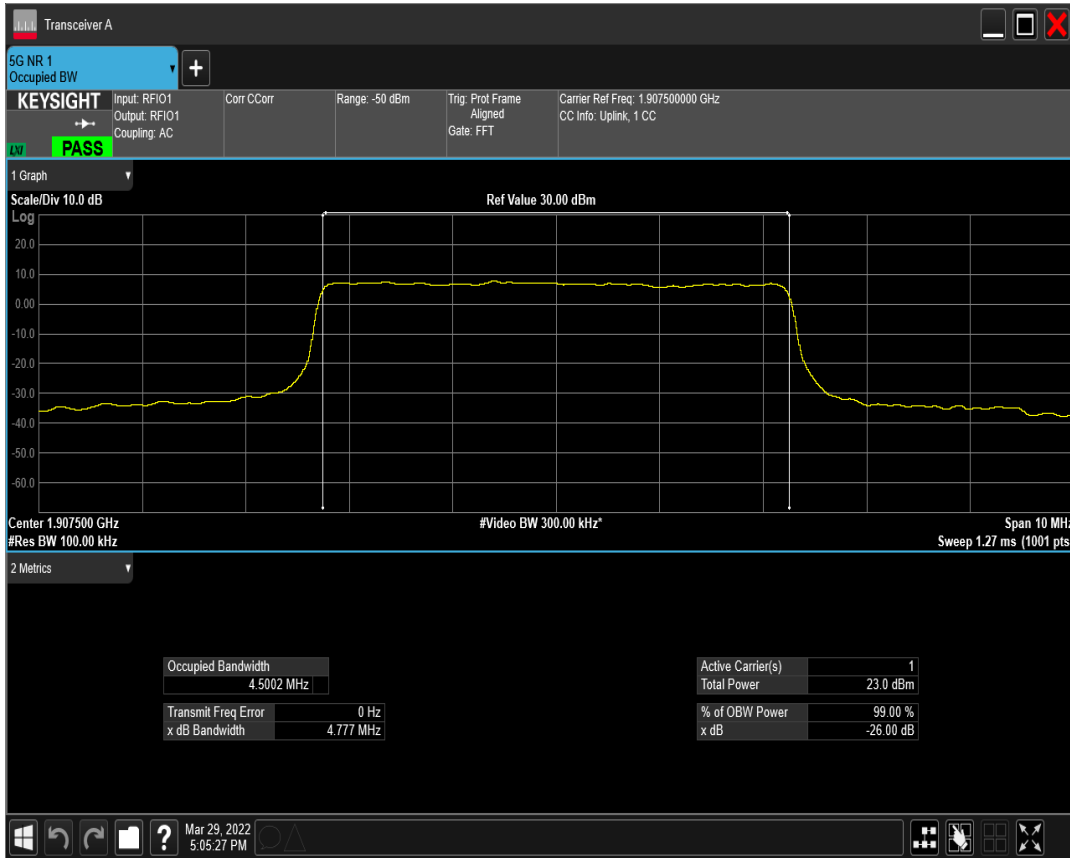 Transceiver A
5G NR 1
Occupied BW
+
KEYSIGHT
Input: RFIO1
Output: RFIO1
Coupling: AC
Corr CCorr
Range: -50 dBm
Trig: Prot Frame
Aligned
Gate: FFT
Carrier Ref Freq: 1.907500000 GHz
CC Info: Uplink, 1 CC
LXI
PASS
1 Graph
Scale/Div 10.0 dB
Ref Value 30.00 dBm
Log
20.0
10.0
0.00
-10.0
-20.0
-30.0
-40.0
-50.0
-60.0
Center 1.907500 GHz
#Video BW 300.00 kHz*
Span 10 MHz
#Res BW 100.00 kHz
Sweep 1.27 ms (1001 pts
2 Metrics
Occupied Bandwidth
4.5002 MHz
Transmit Freq Error 0 Hz
x dB Bandwidth 4.777 MHz
Active Carrier(s) 1
Total Power 23.0 dBm
% of OBW Power 99.00 %
x dB -26.00 dB
?
Mar 29, 2022
5:05:27 PM